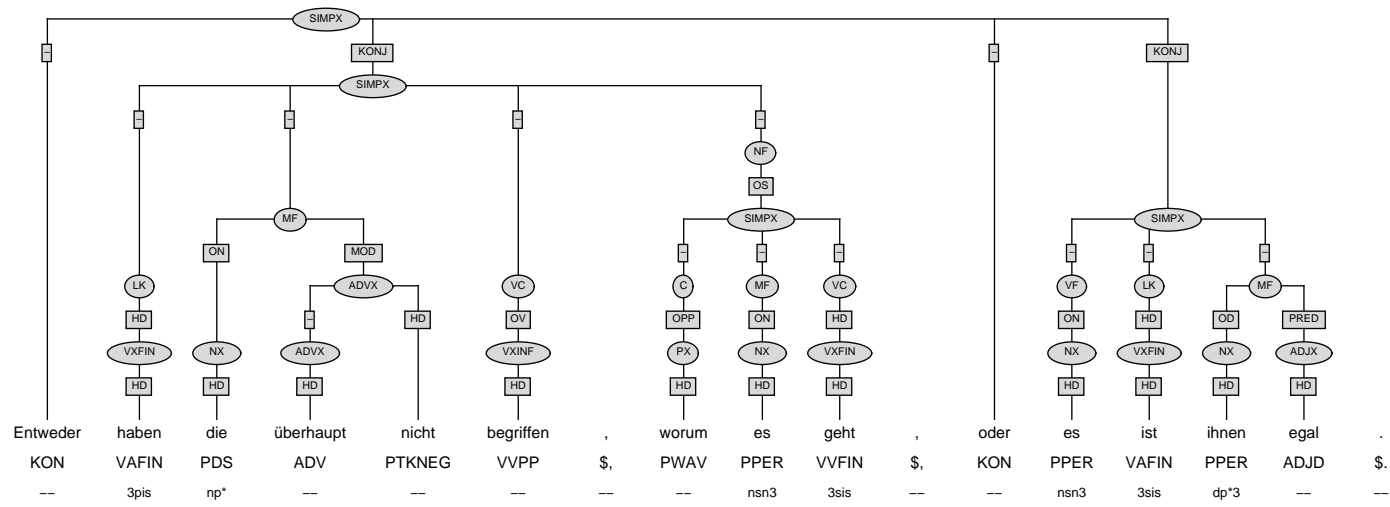 SIMPX
– KONJ – KONJ
SIMPX
– – – –
NF
OS
MF SIMPX SIMPX
ON MOD – – – – – –
LK ADVX VC C MF VC VF LK MF
HD – HD OV OPP ON HD ON HD OD PRED
VXFIN NX ADVX VXINF PX NX VXFIN NX VXFIN NX ADJX
HD HD HD HD HD HD HD HD HD HD HD
Entweder haben die überhaupt nicht begriffen , worum es geht , oder es ist ihnen egal .
KON VAFIN PDS ADV PTKNEG VVPP $, PWAV PPER VVFIN $, KON PPER VAFIN PPER ADJD $.
–– 3pis np* –– –– –– –– –– nsn3 3sis –– –– nsn3 3sis dp*3 –– ––